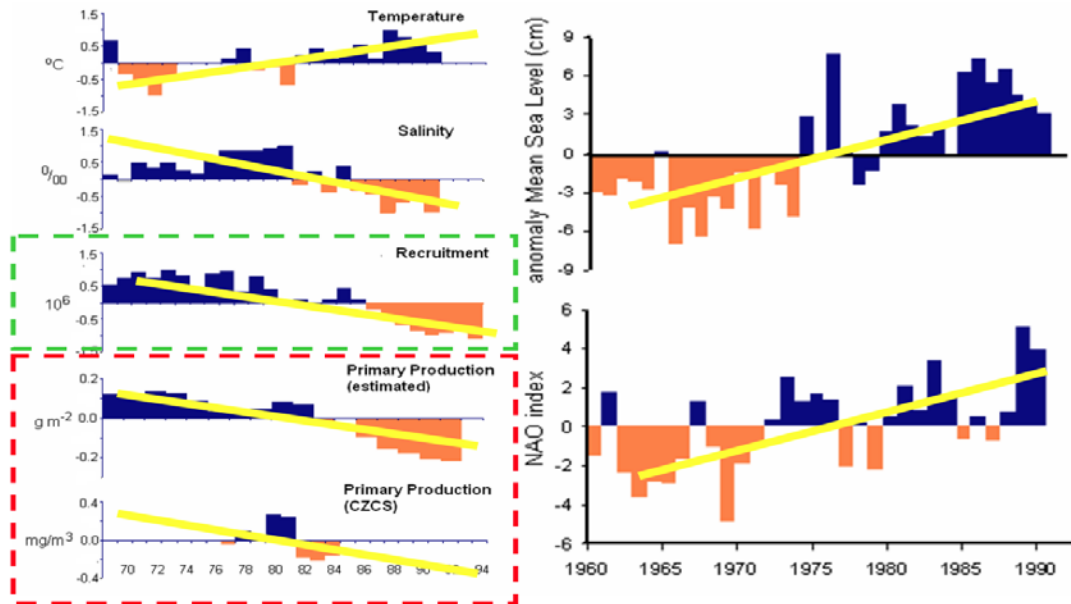 Temperature
1.5
0.5
ºC
-0.5
-1.5
Salinity
1.5
0.5
0/00
-0.5
-1.5
Recruitment
1.5
0.5
10⁶
-0.5
-1.5
Primary Production
(estimated)
0.2
g m⁻²
0.0
0.2
Primary Production
(CZCS)
0.4
mg/m³
0.0
-0.4
70 72 74 76 78 80 82 84 86 88 90 94
anomaly Mean Sea Level (cm)
9
6
3
0
-3
-6
-9
NAO index
6
4
2
0
-2
-4
-6
1960 1965 1970 1975 1980 1985 1990